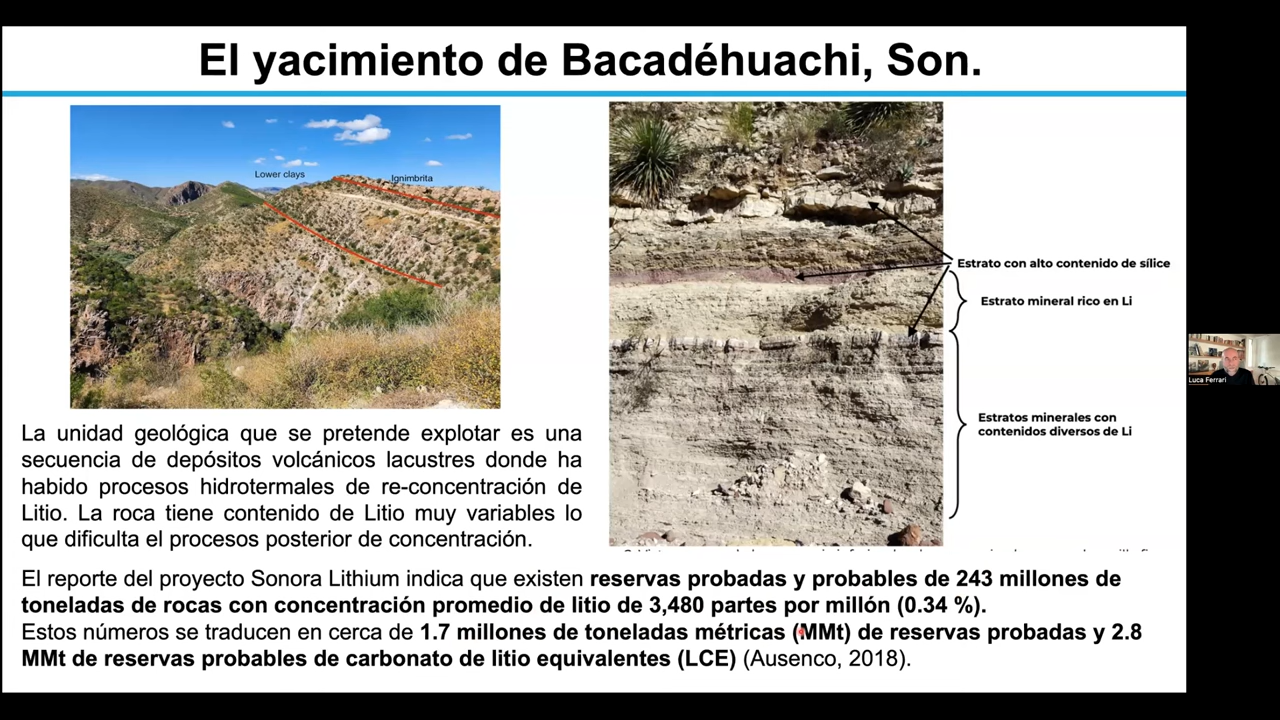 El yacimiento de Bacadéhuachi, Son.
Lower clays
Ignimbrita
Estrato con alto contenido de sílice
Estrato mineral rico en Li
Estratos minerales con
contenidos diversos de Li
La unidad geológica que se pretende explotar es una
secuencia de depósitos volcánicos lacustres donde ha
habido procesos hidrotermales de re-concentración de
Litio. La roca tiene contenido de Litio muy variables lo
que dificulta el procesos posterior de concentración.
El reporte del proyecto Sonora Lithium indica que existen reservas probadas y probables de 243 millones de
toneladas de rocas con concentración promedio de litio de 3,480 partes por millón (0.34 %).
Estos números se traducen en cerca de 1.7 millones de toneladas métricas (MMt) de reservas probadas y 2.8
MMt de reservas probables de carbonato de litio equivalentes (LCE) (Ausenco, 2018).
Luca Ferrari